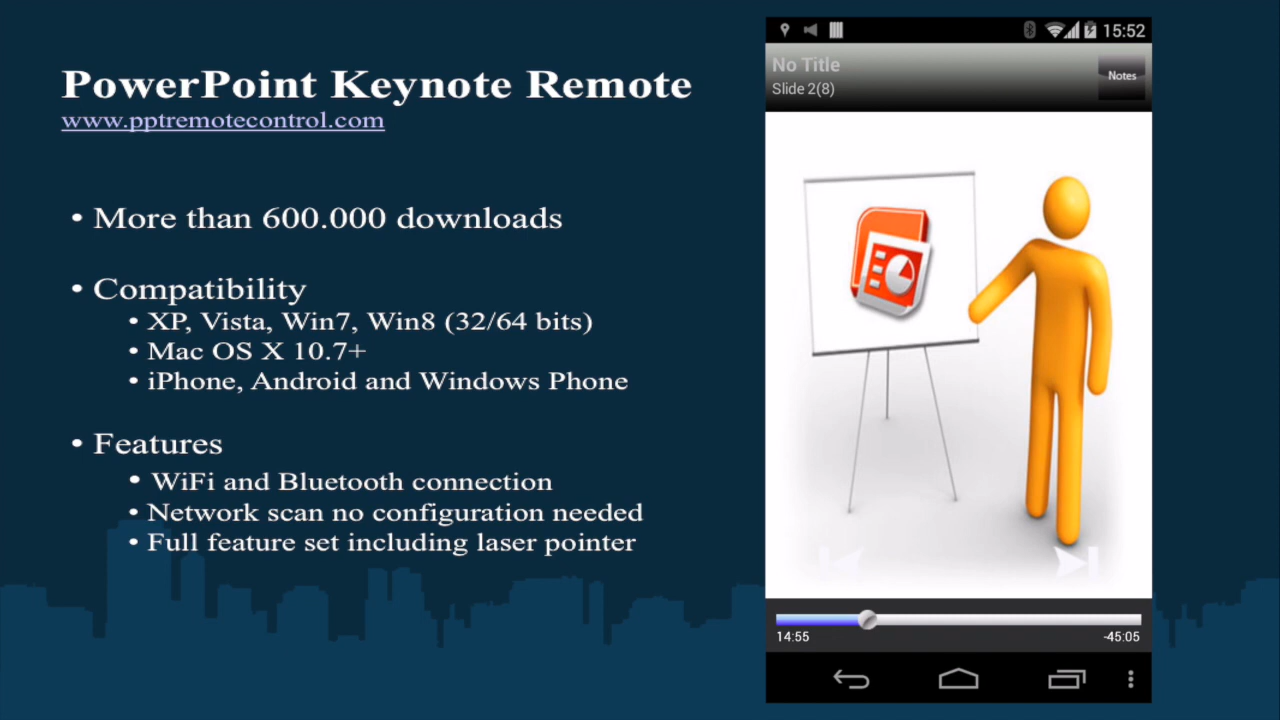 PowerPoint Keynote Remote
www.pptremotecontrol.com
• More than 600.000 downloads
• Compatibility
• XP, Vista, Win7, Win8 (32/64 bits)
• Mac OS X 10.7+
• iPhone, Android and Windows Phone
• Features
• WiFi and Bluetooth connection
• Network scan no configuration needed
• Full feature set including laser pointer
15:52
No Title
Slide 2(8)
Notes
14:55
-45:05